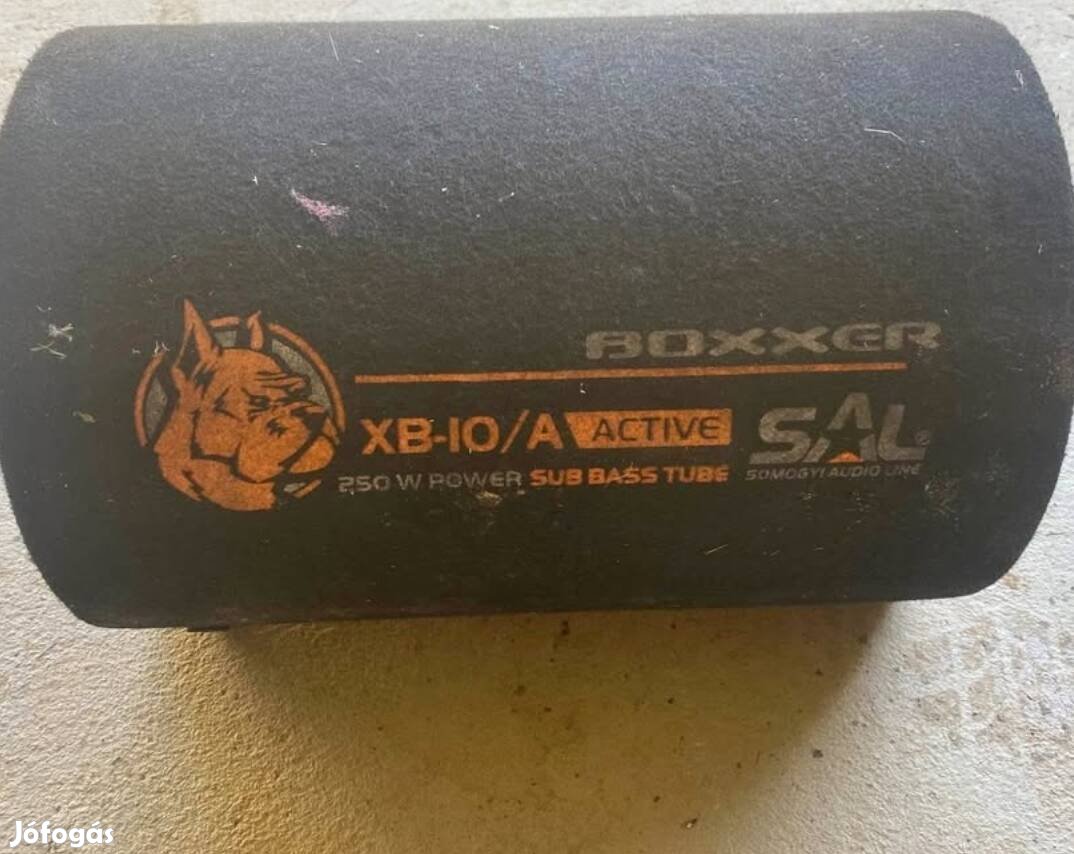 BOXXER
XB-10/A ACTIVE
250 W POWER SUB BASS TUBE
SAL
SOMOGYI AUDIO LINE
Jófogás